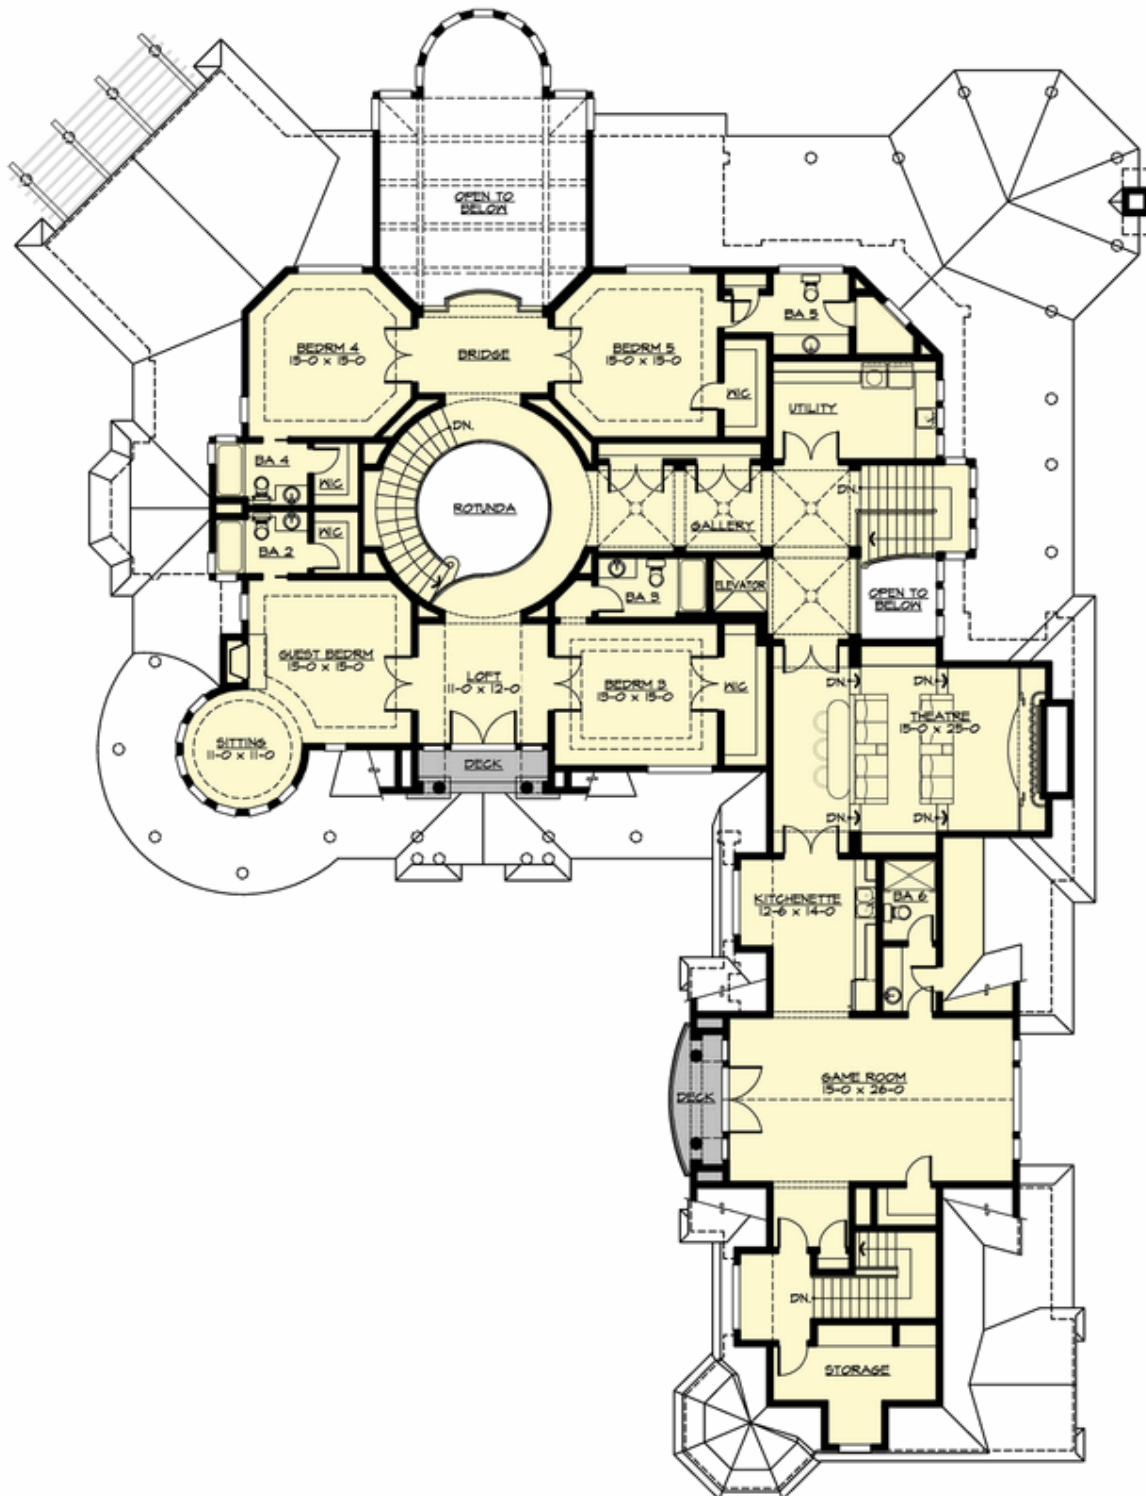 OPEN TO
BELOW
BEDRM 4
15-0 x 15-0
BRIDGE
BEDRM 5
15-0 x 15-0
BA 5
WIC
UTILITY
DN.
BA 4
WIC
ROTUNDA
DN.
GALLERY
WIC
BA 2
BA 3
ELEVATOR
OPEN TO
BELOW
GUEST BEDRM
15-0 x 15-0
LOFT
11-0 x 12-0
BEDRM 3
15-0 x 15-0
WIC
DN.
DN.
THEATRE
15-0 x 25-0
SITTING
11-0 x 11-0
DECK
DN.
DN.
KITCHENETTE
12-6 x 14-0
BA 6
GAME ROOM
15-0 x 26-0
DECK
DN.
STORAGE